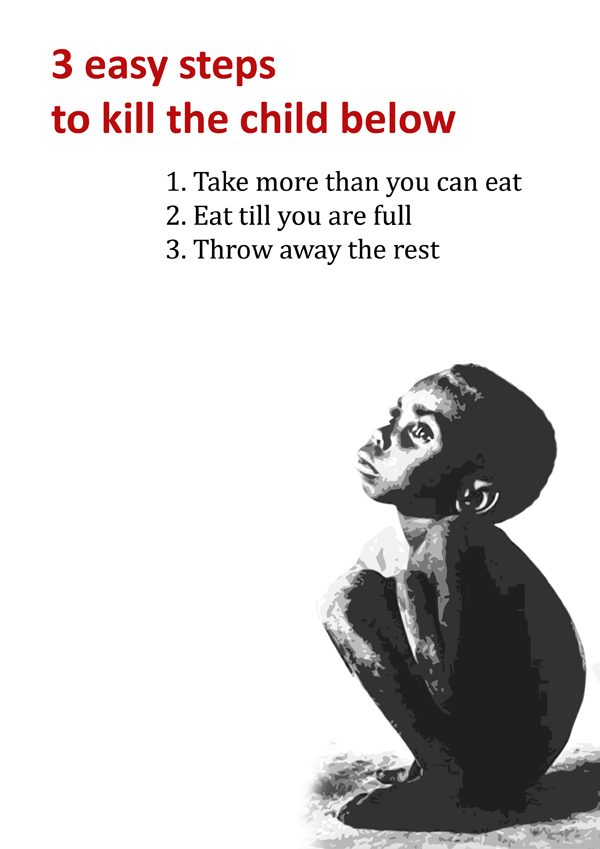 3 easy steps
to kill the child below
1. Take more than you can eat
2. Eat till you are full
3. Throw away the rest